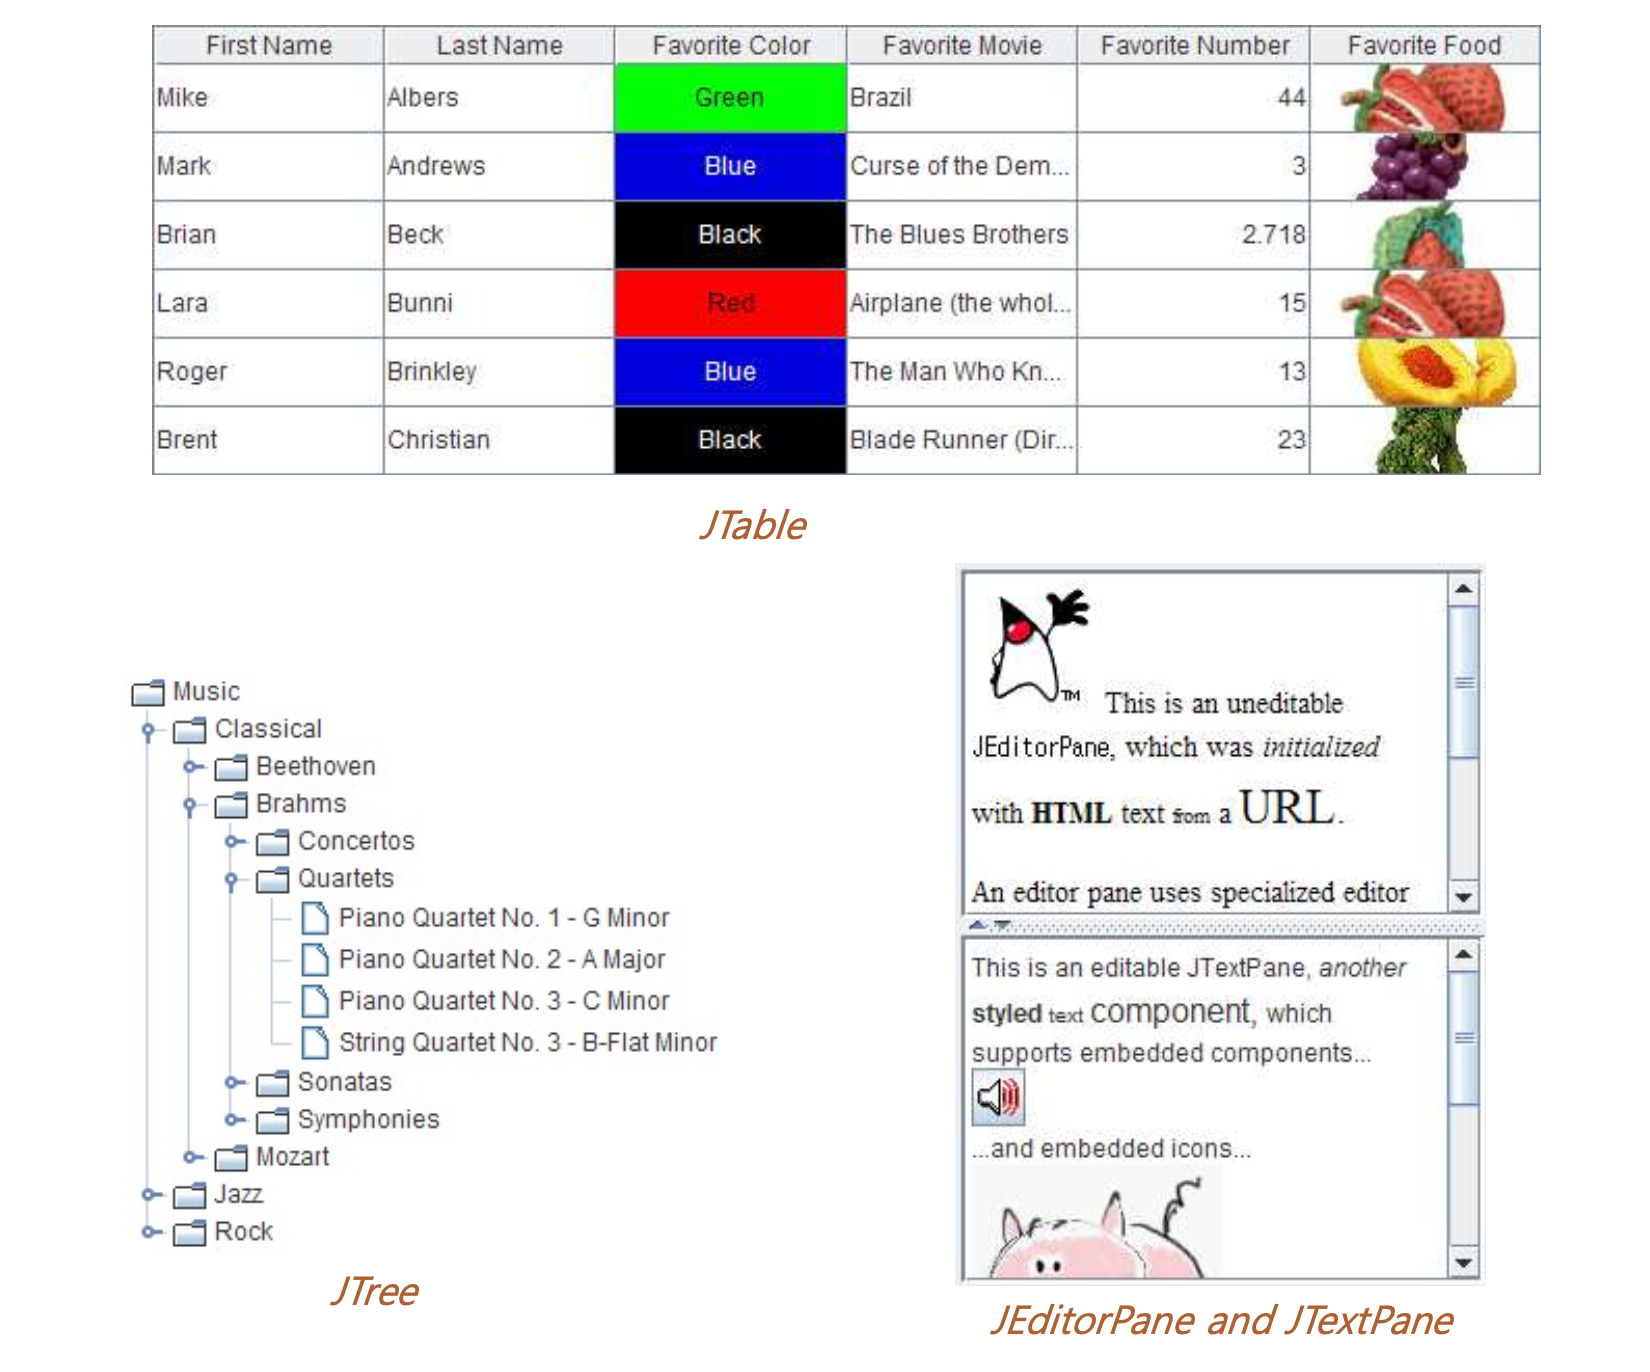 First Name Last Name Favorite Color Favorite Movie Favorite Number Favorite Food
Mike Albers Green Brazil 44
Mark Andrews Blue Curse of the Dem... 3
Brian Beck Black The Blues Brothers 2.718
Lara Bunni Red Airplane (the whol... 15
Roger Brinkley Blue The Man Who Kn... 13
Brent Christian Black Blade Runner (Dir... 23
JTable
Music
Classical
Beethoven
Brahms
Concertos
Quartets
Piano Quartet No. 1 - G Minor
Piano Quartet No. 2 - A Major
Piano Quartet No. 3 - C Minor
String Quartet No. 3 - B-Flat Minor
Sonatas
Symphonies
Mozart
Jazz
Rock
JTree
TM This is an uneditable
JEditorPane, which was initialized
with HTML text from a URL.
An editor pane uses specialized editor
This is an editable JTextPane, another
styled text component, which
supports embedded components...
...and embedded icons...
JEditorPane and JTextPane